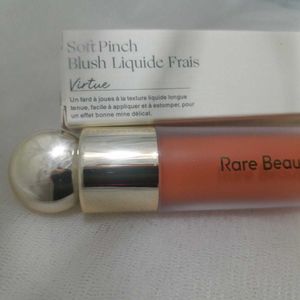 Soft Pinch
Blush Liquide Frais
Virtue
Un fard à joues à la texture liquide longue
tenue, facile à appliquer et à estomper, pour
un effet bonne mine délicat.
Rare Beau